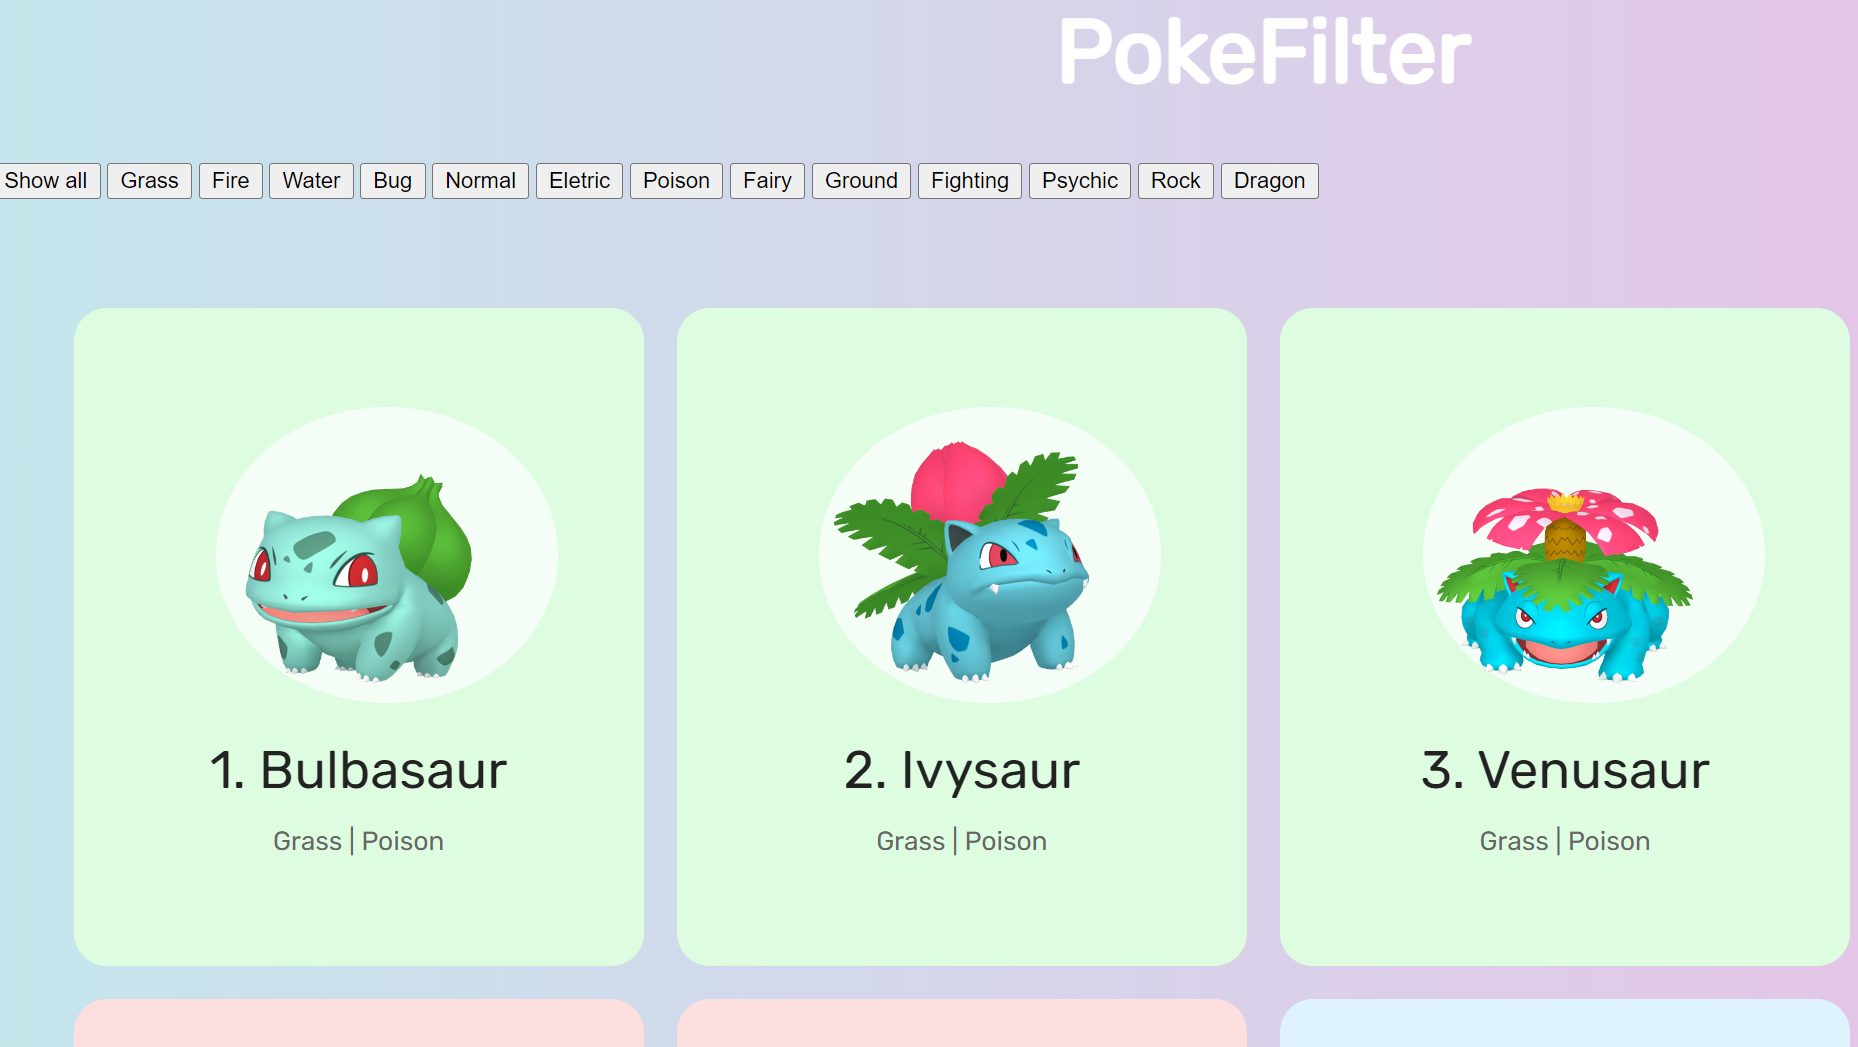 PokeFilter
Show all Grass Fire Water Bug Normal Eletric Poison Fairy Ground Fighting Psychic Rock Dragon
1. Bulbasaur
Grass | Poison
2. Ivysaur
Grass | Poison
3. Venusaur
Grass | Poison